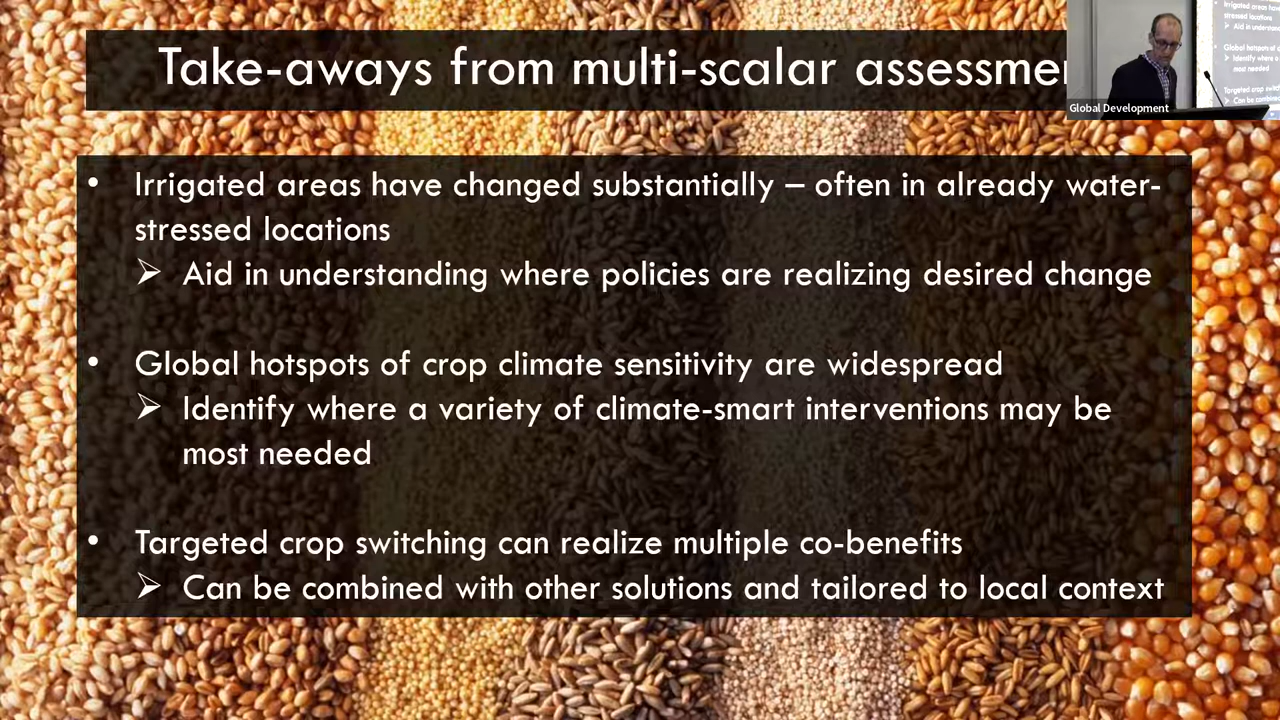 Take-aways from multi-scalar
Global Development
• Irrigated areas have changed substantially – often in already water-
stressed locations
➢ Aid in understanding where policies are realizing desired change
• Global hotspots of crop climate sensitivity are widespread
➢ Identify where a variety of climate-smart interventions may be
most needed
• Targeted crop switching can realize multiple co-benefits
➢ Can be combined with other solutions and tailored to local context